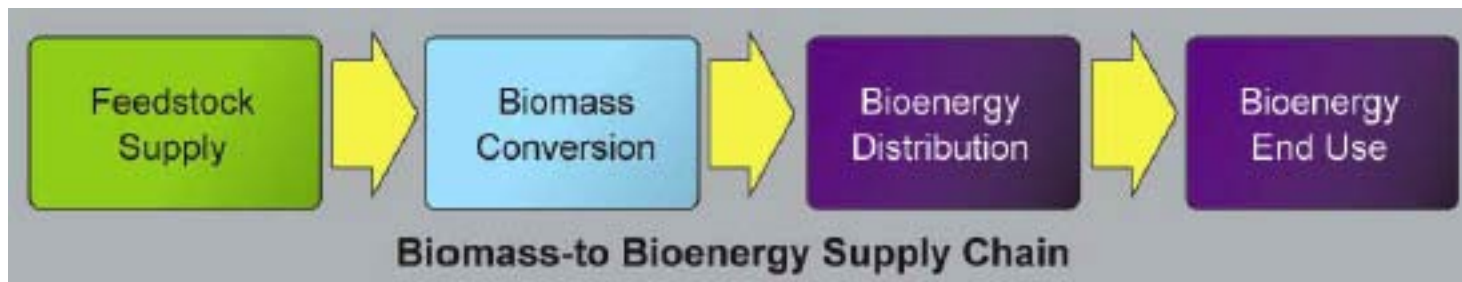 Feedstock
Supply
Biomass
Conversion
Bioenergy
Distribution
Bioenergy
End Use
Biomass-to Bioenergy Supply Chain